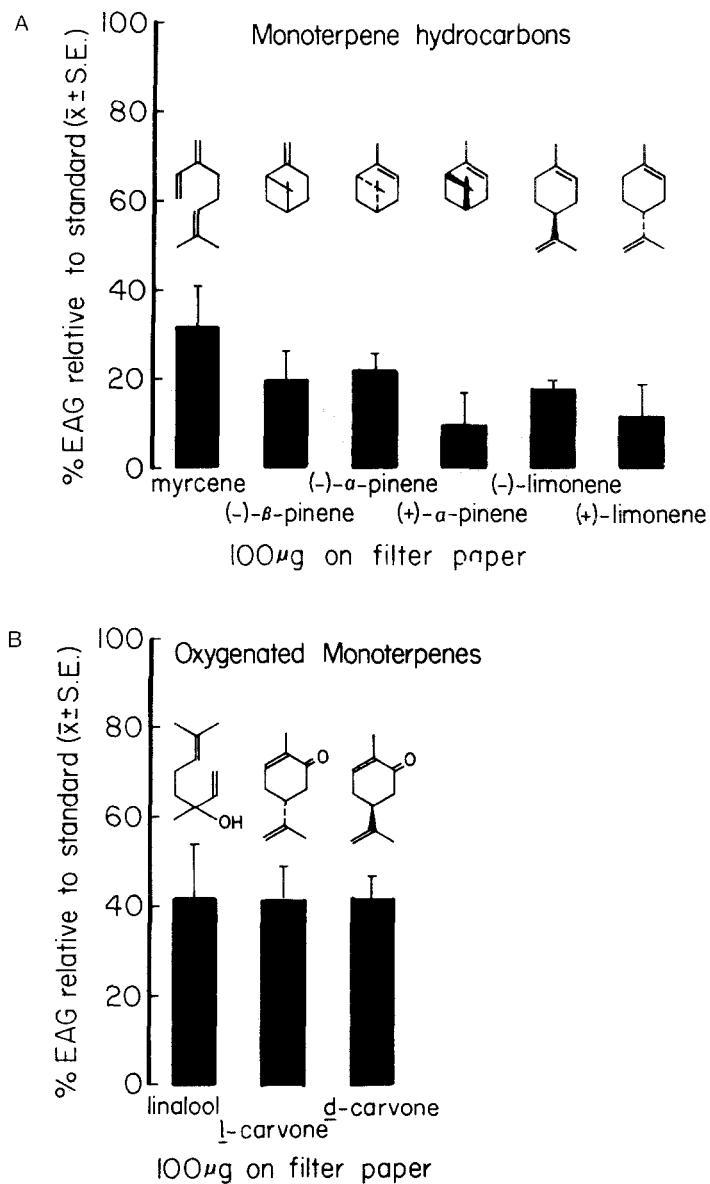 A
Monoterpene hydrocarbons
% EAG relative to standard (x̄ ± S.E.)
100
80
60
40
20
0
myrcene
(-)-β-pinene
(-)-α-pinene
(+)-α-pinene
(-)-limonene
(+)-limonene
100μg on filter paper
B
Oxygenated Monoterpenes
% EAG relative to standard (x̄ ± S.E.)
100
80
60
40
20
0
OH
O
O
linalool
l-carvone
d-carvone
100μg on filter paper